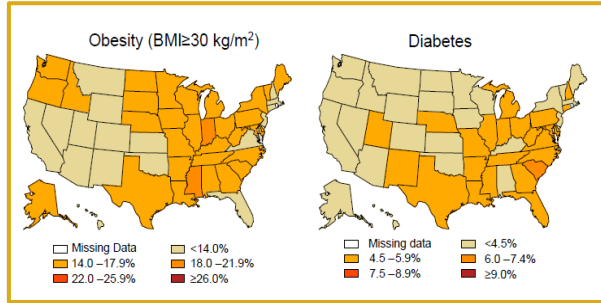 Obesity (BMI≥30 kg/m²)
Diabetes
Missing Data
<14.0%
14.0 –17.9%
18.0 –21.9%
22.0 –25.9%
≥26.0%
Missing data
<4.5%
4.5 –5.9%
6.0 –7.4%
7.5 –8.9%
≥9.0%